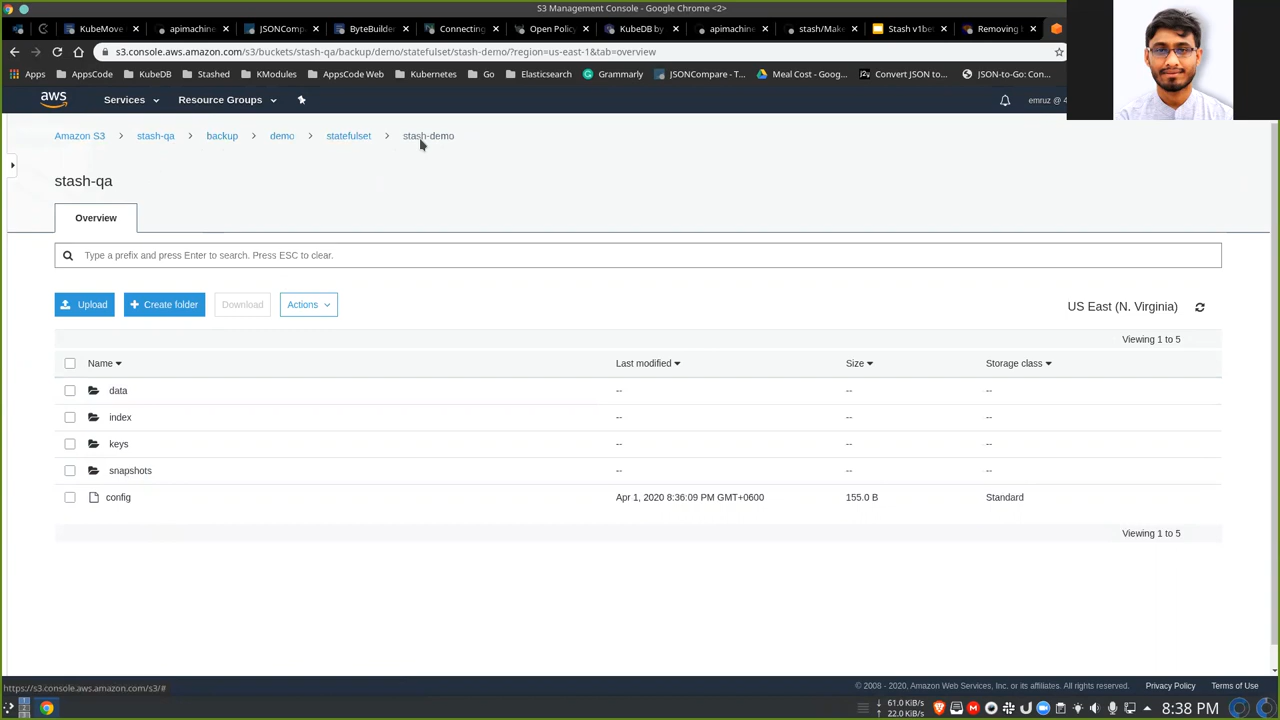 S3 Management Console - Google Chrome <2>
KubeMove
apimachine
JSONCompa
ByteBuilder
Connecting
Open Policy
KubeDB by
apimachine
stash/Make
Stash v1be
Removing
s3.console.aws.amazon.com/s3/buckets/stash-qa/backup/demo/statefulset/stash-demo/?region=us-east-1&tab=overview
Apps AppsCode KubeDB Stashed KModules AppsCode Web Kubernetes Go Elasticsearch Grammarly JSONCompare - T... Meal Cost - Goog... Convert JSON to... JSON-to-Go: Con...
aws Services Resource Groups emruz @ 4
Amazon S3 > stash-qa > backup > demo > statefulset > stash-demo
stash-qa
Overview
Type a prefix and press Enter to search. Press ESC to clear.
Upload + Create folder Download Actions US East (N. Virginia)
Viewing 1 to 5
Name Last modified Size Storage class
data -- -- --
index -- -- --
keys -- -- --
snapshots -- -- --
config Apr 1, 2020 8:36:09 PM GMT+0600 155.0 B Standard
Viewing 1 to 5
https://s3.console.aws.amazon.com/s3/#
© 2008 - 2020, Amazon Web Services, Inc. or its affiliates. All rights reserved. Privacy Policy Terms of Use
↓ 61.0 KiB/s
↑ 22.0 KiB/s
8:38 PM